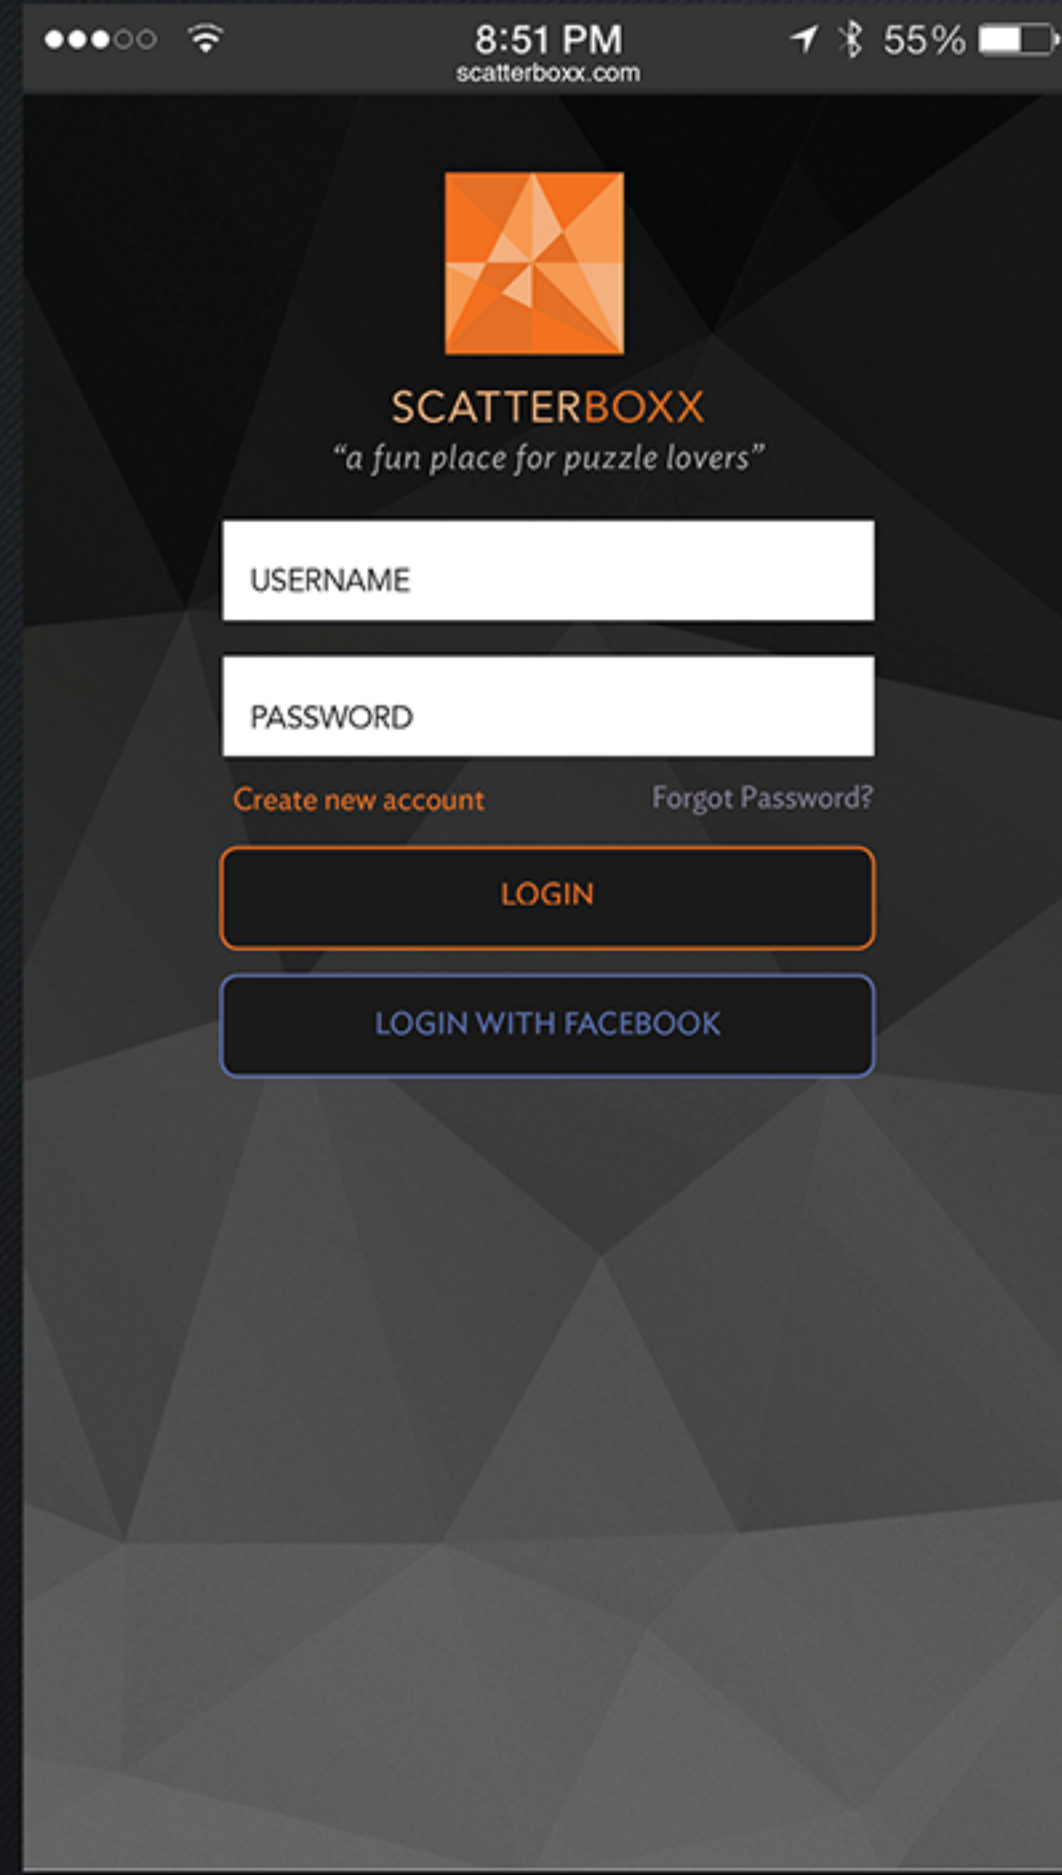 8:51 PM 55%
scatterboxx.com
SCATTERBOXX
“a fun place for puzzle lovers”
USERNAME
PASSWORD
Create new account Forgot Password?
LOGIN
LOGIN WITH FACEBOOK